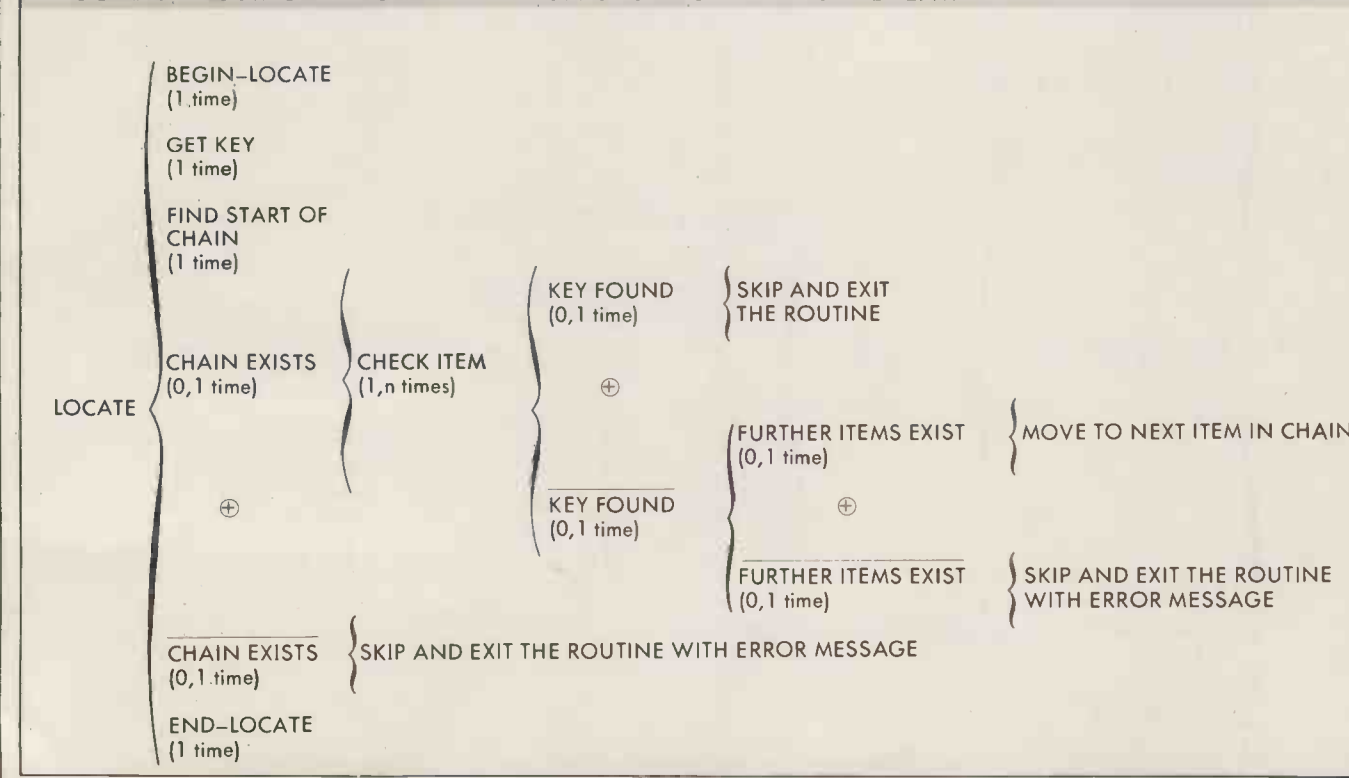 BEGIN–LOCATE
(1 time)
GET KEY
(1 time)
FIND START OF
CHAIN
(1 time)
KEY FOUND
(0,1 time)
SKIP AND EXIT
THE ROUTINE
CHAIN EXISTS
(0,1 time)
CHECK ITEM
(1,n times)
⊕
LOCATE
FURTHER ITEMS EXIST
(0,1 time)
MOVE TO NEXT ITEM IN CHAIN
⊕
KEY FOUND
(0,1 time)
⊕
FURTHER ITEMS EXIST
(0,1 time)
SKIP AND EXIT THE ROUTINE
WITH ERROR MESSAGE
CHAIN EXISTS
(0,1 time)
SKIP AND EXIT THE ROUTINE WITH ERROR MESSAGE
END–LOCATE
(1 time)